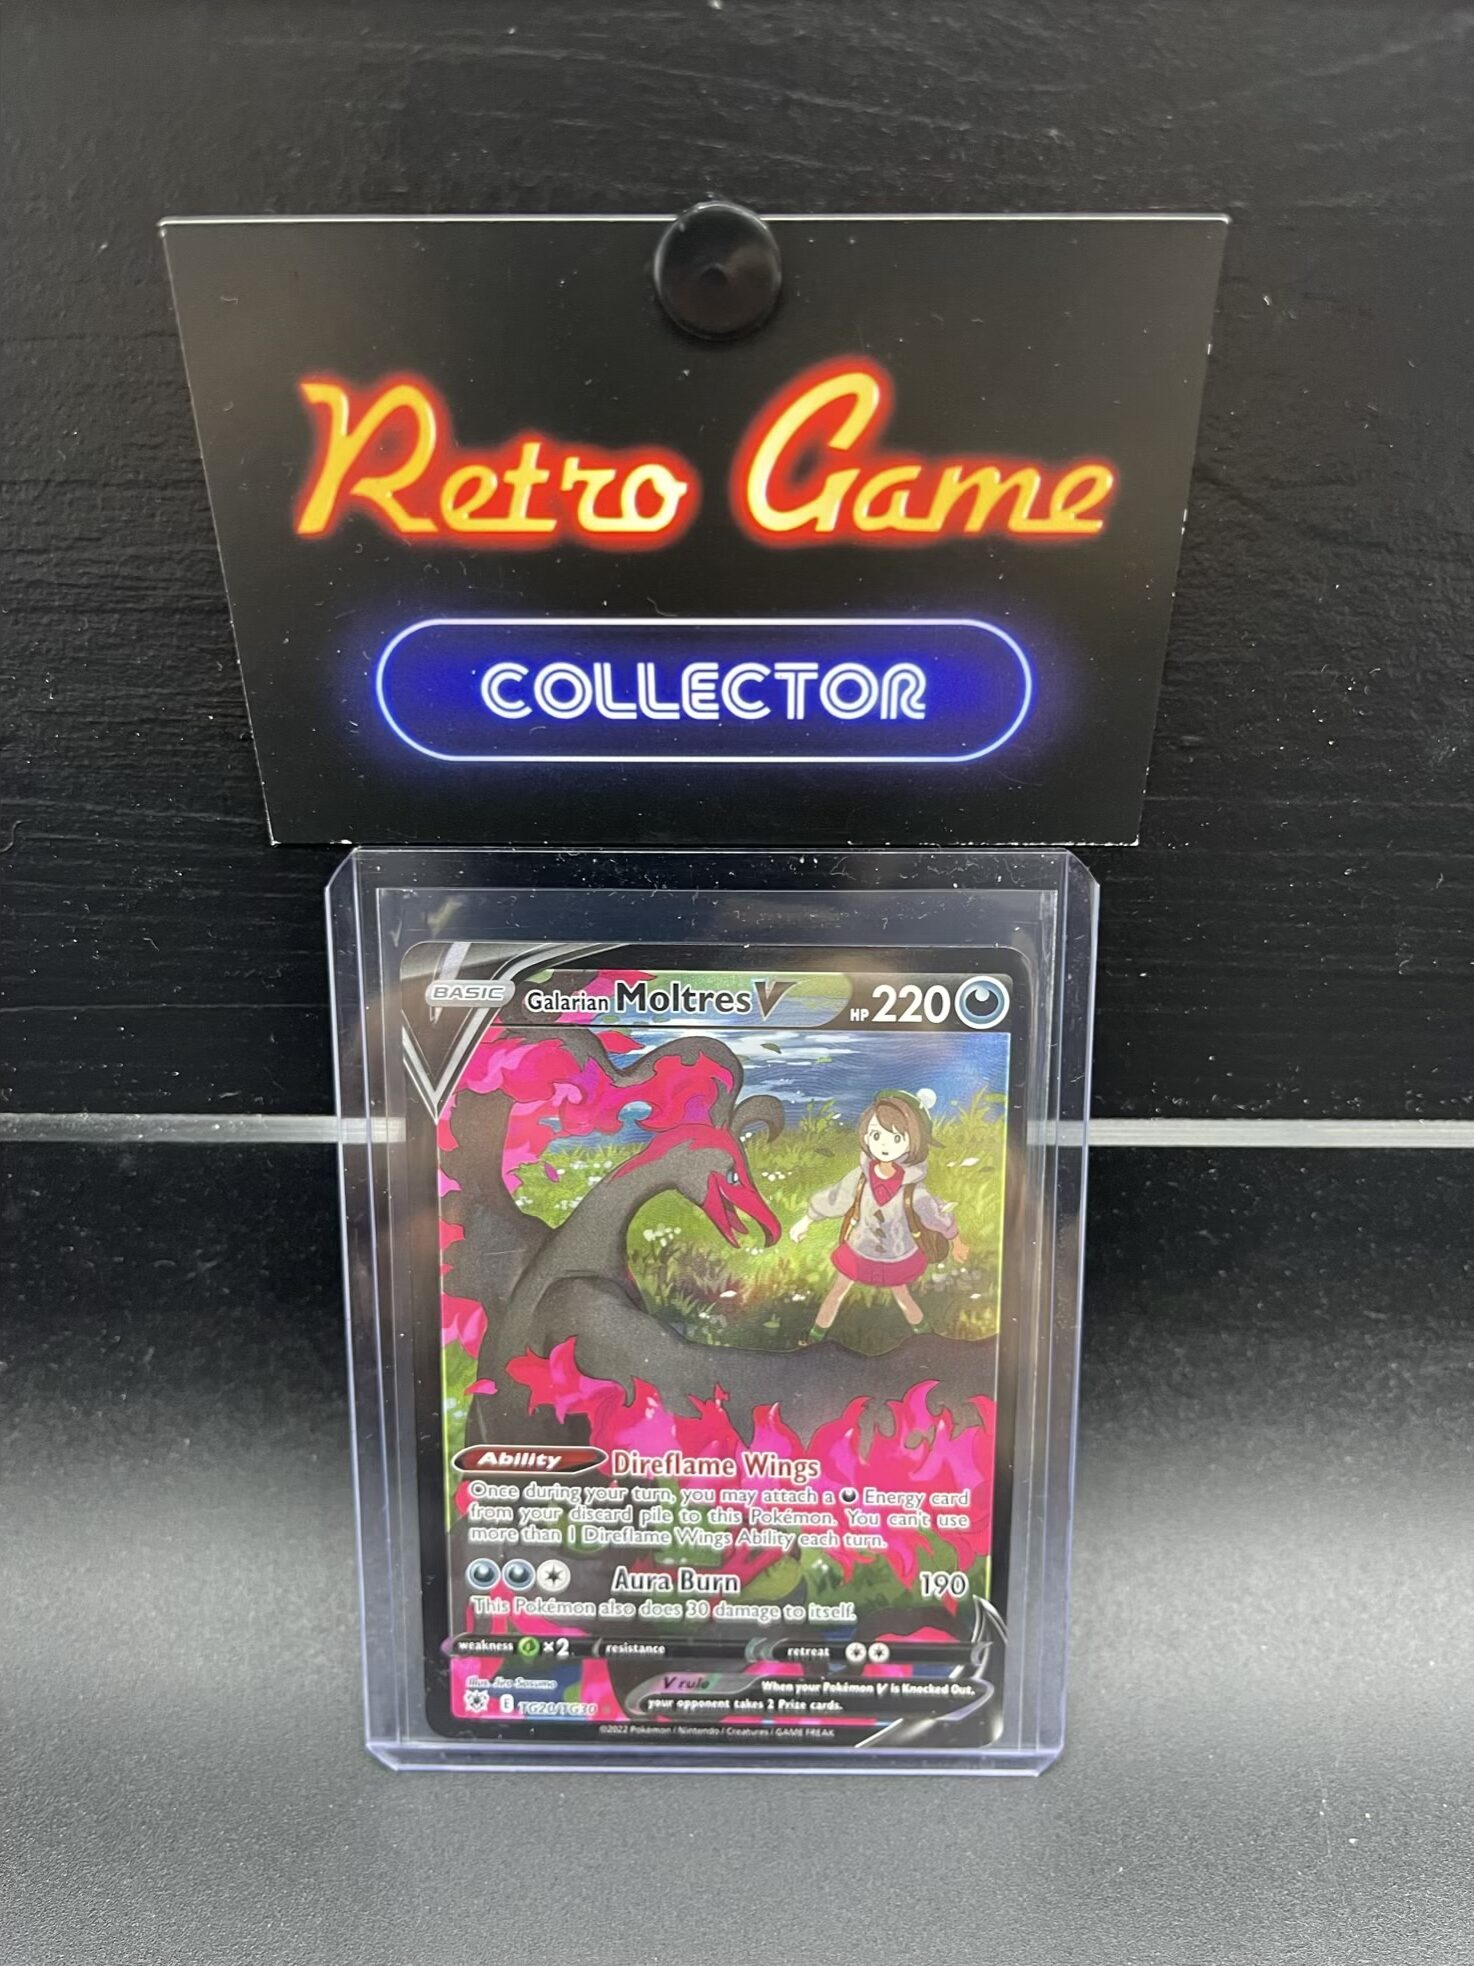 Retro Game
COLLECTOR
BASIC
Galarian Moltres V
HP 220
Ability Direflame Wings
Once during your turn, you may attach a Energy card
from your discard pile to this Pokémon. You can't use
more than 1 Direflame Wings Ability each turn.
Aura Burn 190
This Pokémon also does 30 damage to itself.
weakness ×2 resistance retreat
Illus. Jiro Sasumo
V rule When your Pokémon V is Knocked Out,
your opponent takes 2 Prize cards.
E TG20/TG30
©2022 Pokémon / Nintendo / Creatures / GAME FREAK